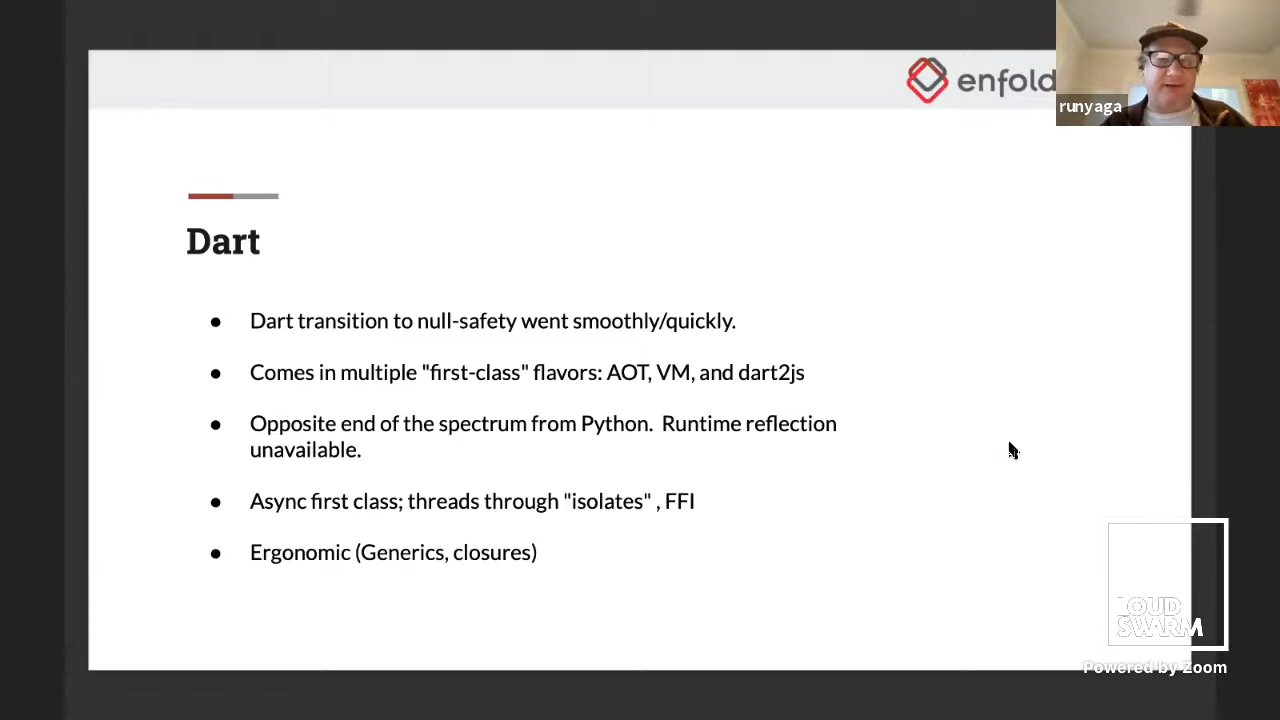 enfold
runyaga
Dart
● Dart transition to null-safety went smoothly/quickly.
● Comes in multiple "first-class" flavors: AOT, VM, and dart2js
● Opposite end of the spectrum from Python.  Runtime reflection
unavailable.
● Async first class; threads through "isolates" , FFI
● Ergonomic (Generics, closures)
LOUD
SWARM
Powered by Zoom